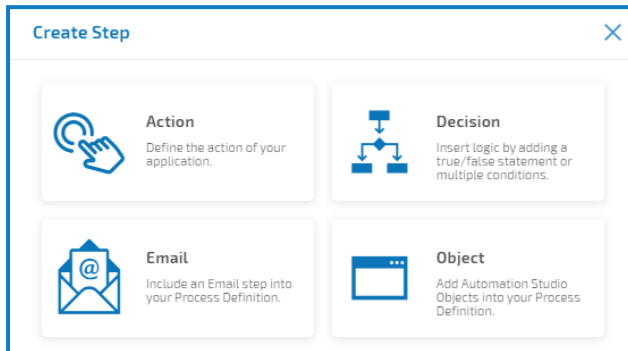 Create Step
Action
Define the action of your
application.
Decision
Insert logic by adding a
true/false statement or
multiple conditions.
@
Email
Include an Email step into
your Process Definition.
Object
Add Automation Studio
Objects into your Process
Definition.